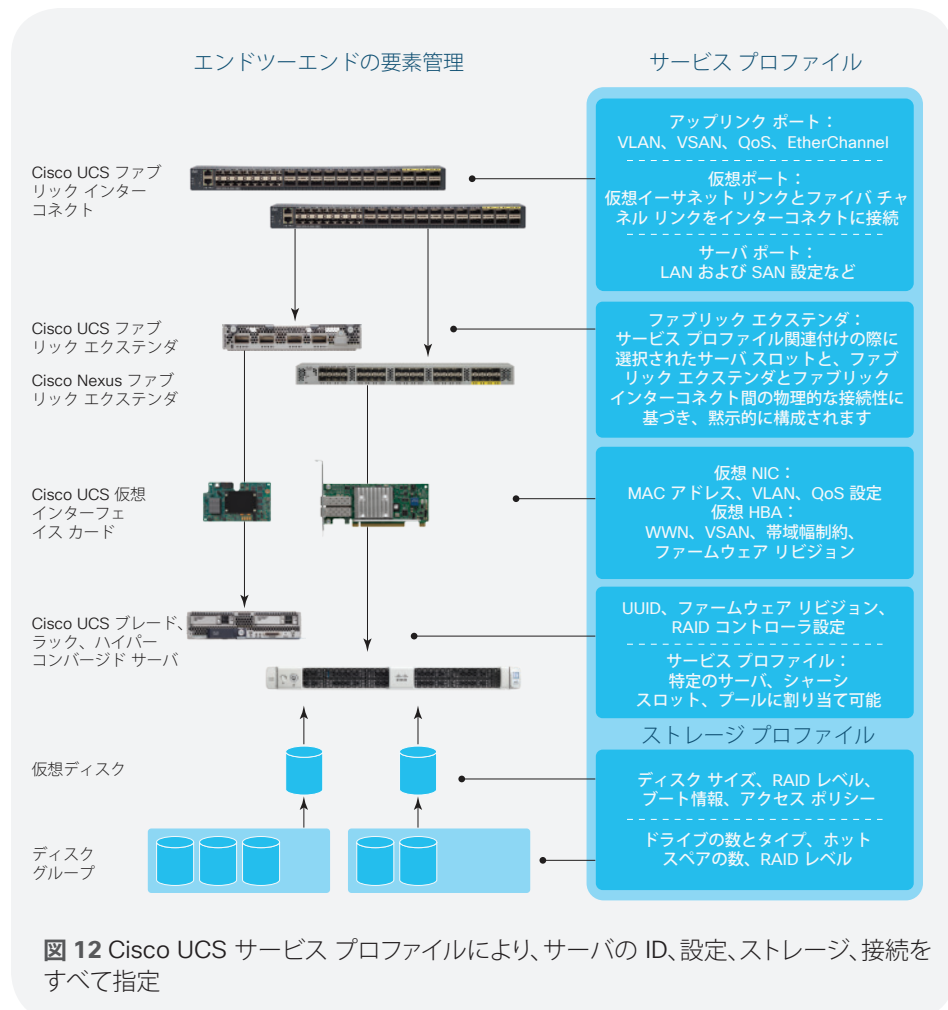 エンドツーエンドの要素管理
サービス プロファイル
Cisco UCS ファブ
リック インター
コネクト
アップリンク ポート：
VLAN、VSAN、QoS、EtherChannel
仮想ポート：
仮想イーサネット リンクとファイバ チャ
ネル リンクをインターコネクトに接続
サーバ ポート：
LAN および SAN 設定など
Cisco UCS ファブ
リック エクステンダ
Cisco Nexus ファブ
リック エクステンダ
ファブリック エクステンダ：
サービス プロファイル関連付けの際に
選択されたサーバ スロットと、ファブ
リック エクステンダとファブリック
インターコネクト間の物理的な接続性に
基づき、黙示的に構成されます
Cisco UCS 仮想
インターフェ
イス カード
仮想 NIC：
MAC アドレス、VLAN、QoS 設定
仮想 HBA：
WWN、VSAN、帯域幅制約、
ファームウェア リビジョン
Cisco UCS ブレード、
ラック、ハイパー
コンバージド サーバ
UUID、ファームウェア リビジョン、
RAID コントローラ設定
サービス プロファイル：
特定のサーバ、シャーシ
スロット、プールに割り当て可能
ストレージ プロファイル
仮想ディスク
ディスク サイズ、RAID レベル、
ブート情報、アクセス ポリシー
ディスク
グループ
ドライブの数とタイプ、ホット
スペアの数、RAID レベル
図 12 Cisco UCS サービス プロファイルにより、サーバの ID、設定、ストレージ、接続を
すべて指定